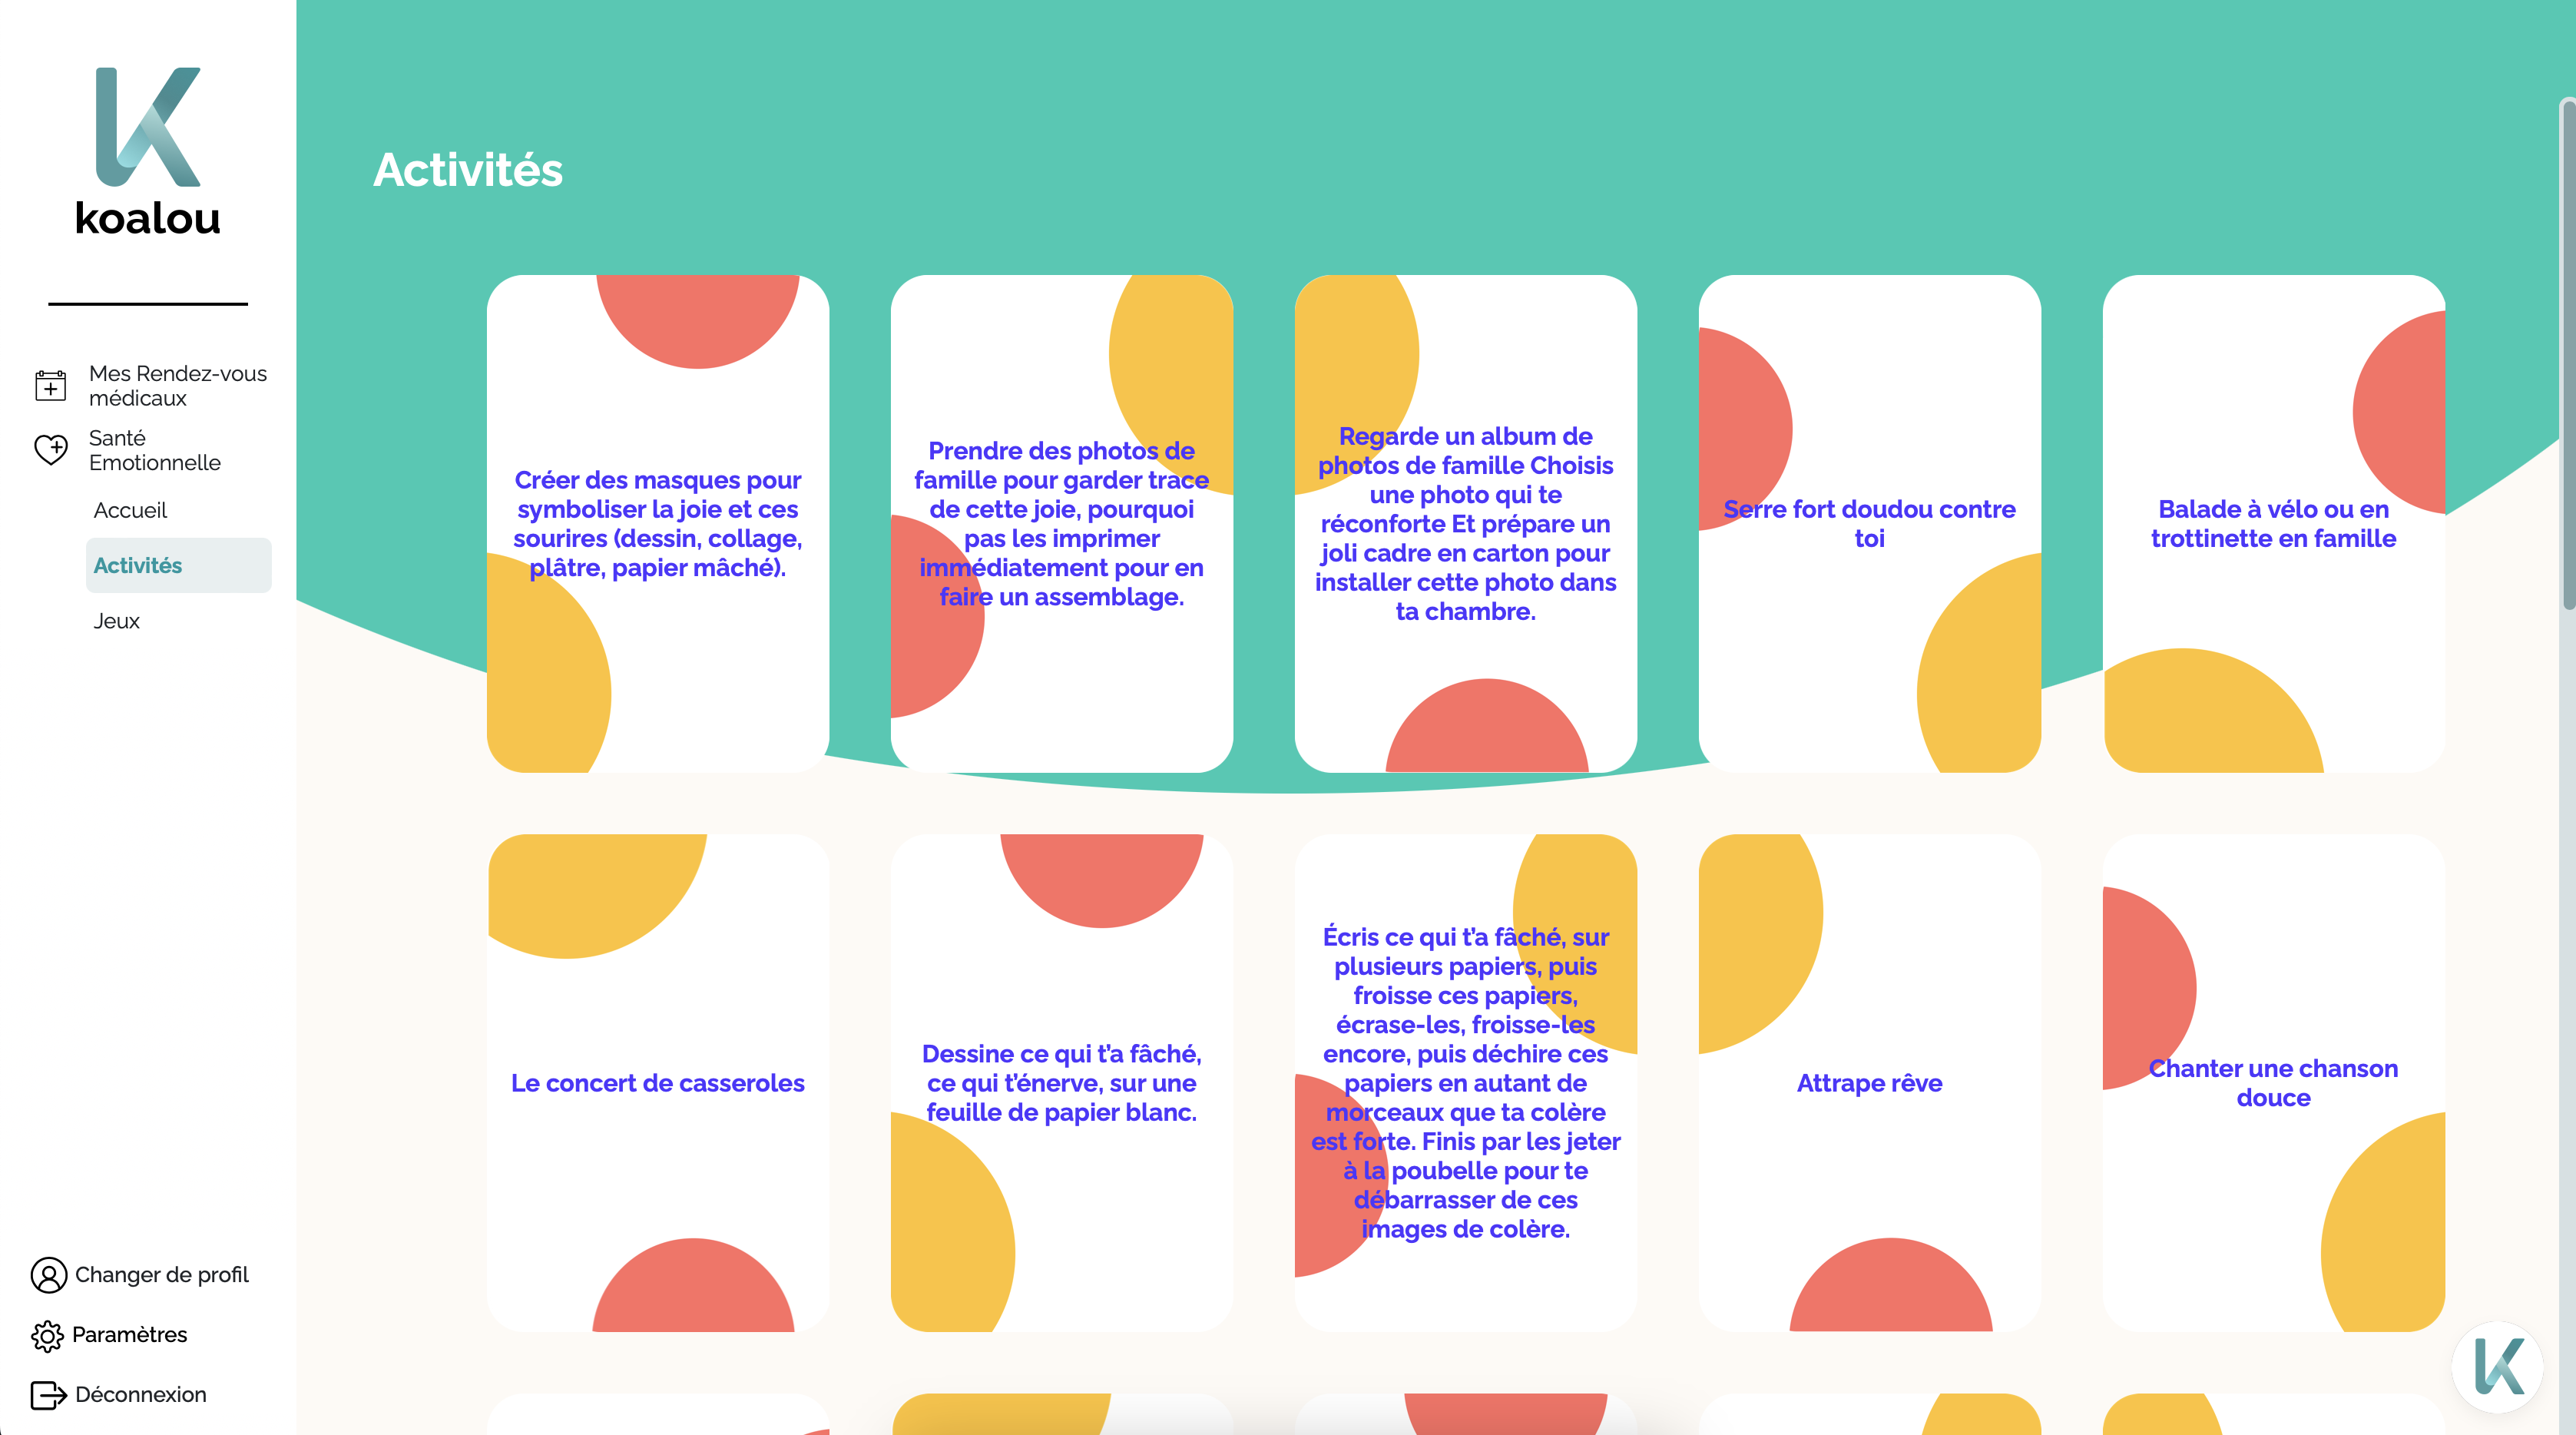 koalou
Mes Rendez-vous
médicaux
Santé
Emotionnelle
Accueil
Activités
Jeux
Changer de profil
Paramètres
Déconnexion
Activités
Créer des masques pour
symboliser la joie et ces
sourires (dessin, collage,
plâtre, papier mâché).
Prendre des photos de
famille pour garder trace
de cette joie, pourquoi
pas les imprimer
immédiatement pour en
faire un assemblage.
Regarde un album de
photos de famille Choisis
une photo qui te
réconforte Et prépare un
joli cadre en carton pour
installer cette photo dans
ta chambre.
Serre fort doudou contre
toi
Balade à vélo ou en
trottinette en famille
Le concert de casseroles
Dessine ce qui t’a fâché,
ce qui t’énerve, sur une
feuille de papier blanc.
Écris ce qui t’a fâché, sur
plusieurs papiers, puis
froisse ces papiers,
écrase-les, froisse-les
encore, puis déchire ces
papiers en autant de
morceaux que ta colère
est forte. Finis par les jeter
à la poubelle pour te
débarrasser de ces
images de colère.
Attrape rêve
Chanter une chanson
douce